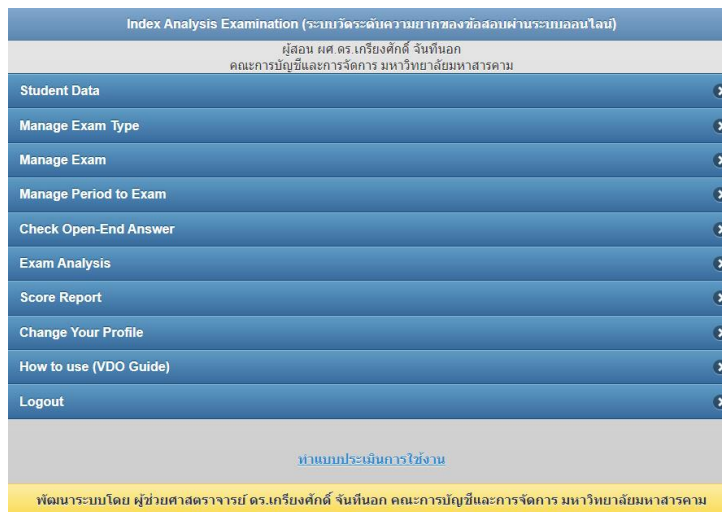 Index Analysis Examination (ระบบวัดระดับความยากของข้อสอบผ่านระบบออนไลน์)
ผู้สอน ผศ.ดร.เกรียงศักดิ์ จันทีนอก
คณะการบัญชีและการจัดการ มหาวิทยาลัยมหาสารคาม
Student Data
Manage Exam Type
Manage Exam
Manage Period to Exam
Check Open-End Answer
Exam Analysis
Score Report
Change Your Profile
How to use (VDO Guide)
Logout
ทำแบบประเมินการใช้งาน
พัฒนาระบบโดย ผู้ช่วยศาสตราจารย์ ดร.เกรียงศักดิ์ จันทีนอก คณะการบัญชีและการจัดการ มหาวิทยาลัยมหาสารคาม